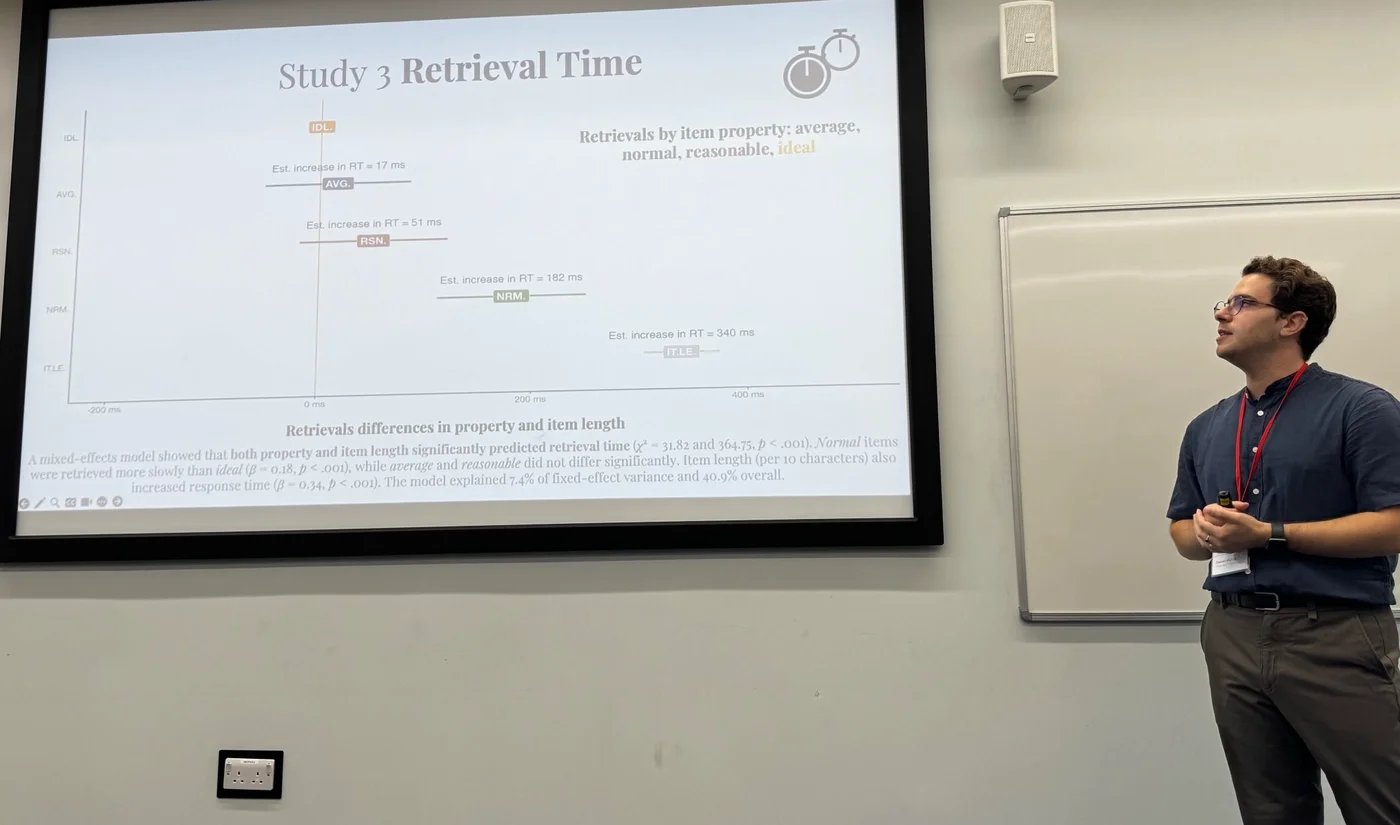 Study 3 Retrieval Time
Retrievals by item property: average,
normal, reasonable, ideal
IDL.
IDL.
Est. increase in RT = 17 ms
AVG.
AVG.
Est. increase in RT = 51 ms
RSN.
RSN.
Est. increase in RT = 182 ms
NRM.
NRM.
Est. increase in RT = 340 ms
IT.LE.
IT.LE.
-200 ms 0 ms 200 ms 400 ms
Retrievals differences in property and item length
A mixed-effects model showed that both property and item length significantly predicted retrieval time (χ² = 31.82 and 364.75, p < .001). Normal items
were retrieved more slowly than ideal (β = 0.18, p < .001), while average and reasonable did not differ significantly. Item length (per 10 characters) also
increased response time (β = 0.34, p < .001). The model explained 7.4% of fixed-effect variance and 40.9% overall.